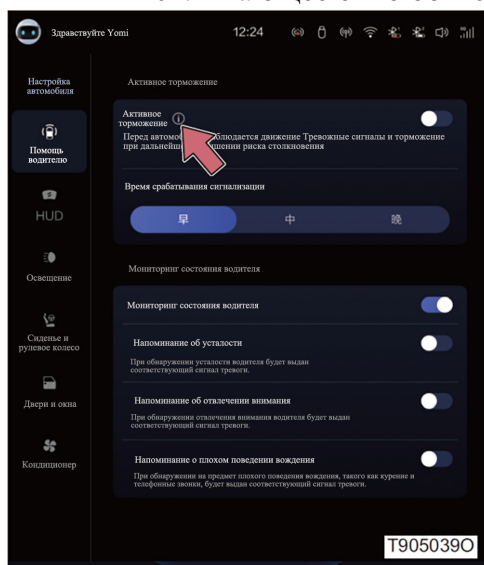 Здравствуйте Yomi
12:24
Настройка
автомобиля
Активное торможение
Активное
торможение
Перед автомоб блюдается движение Тревожные сигналы и торможение
при дальнейше шении риска столкновения
Помощь
водителю
Время срабатывания сигнализации
HUD
早 中 晚
Мониторинг состояния водителя
Освещение
Мониторинг состояния водителя
Сиденье и
рулевое колесо
Напоминание об усталости
При обнаружении усталости водителя будет выдан
соответствующий сигнал тревоги.
Двери и окна
Напоминание об отвлечении внимания
При обнаружении отвлечения внимания водителя будет выдан
соответствующий сигнал тревоги.
Кондиционер
Напоминание о плохом поведении вождения
При обнаружении на предмет плохого поведения вождения, такого как курение и
телефонные звонки, будет выдан соответствующий сигнал тревоги.
T905039O